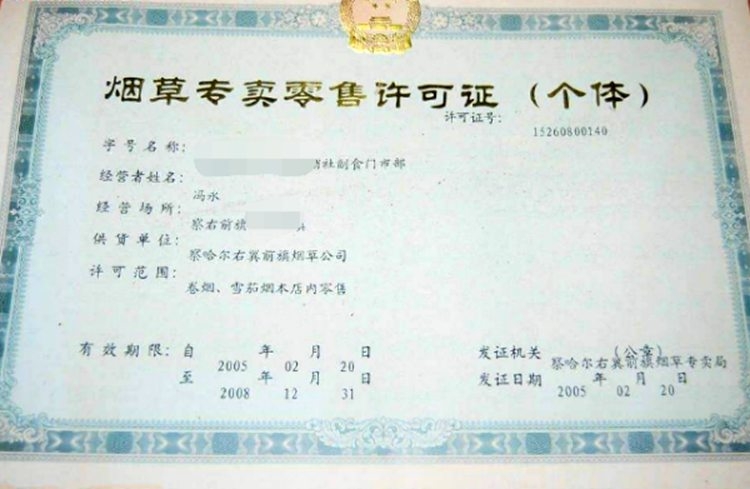 烟草专卖零售许可证（个体）
许可证号：
15260800140
字号名称：
社副食门市部
经营者姓名：
冯永
经营场所：
察右前旗
供货单位：
察哈尔右翼前旗烟草公司
许可范围：
卷烟、雪茄烟本店内零售
有效期限： 自 2005 年 02 月 20 日
至 2008 年 12 月 31 日
发证机关 （公章）
察哈尔右翼前旗烟草专卖局
发证日期 2005 年 02 月 20 日